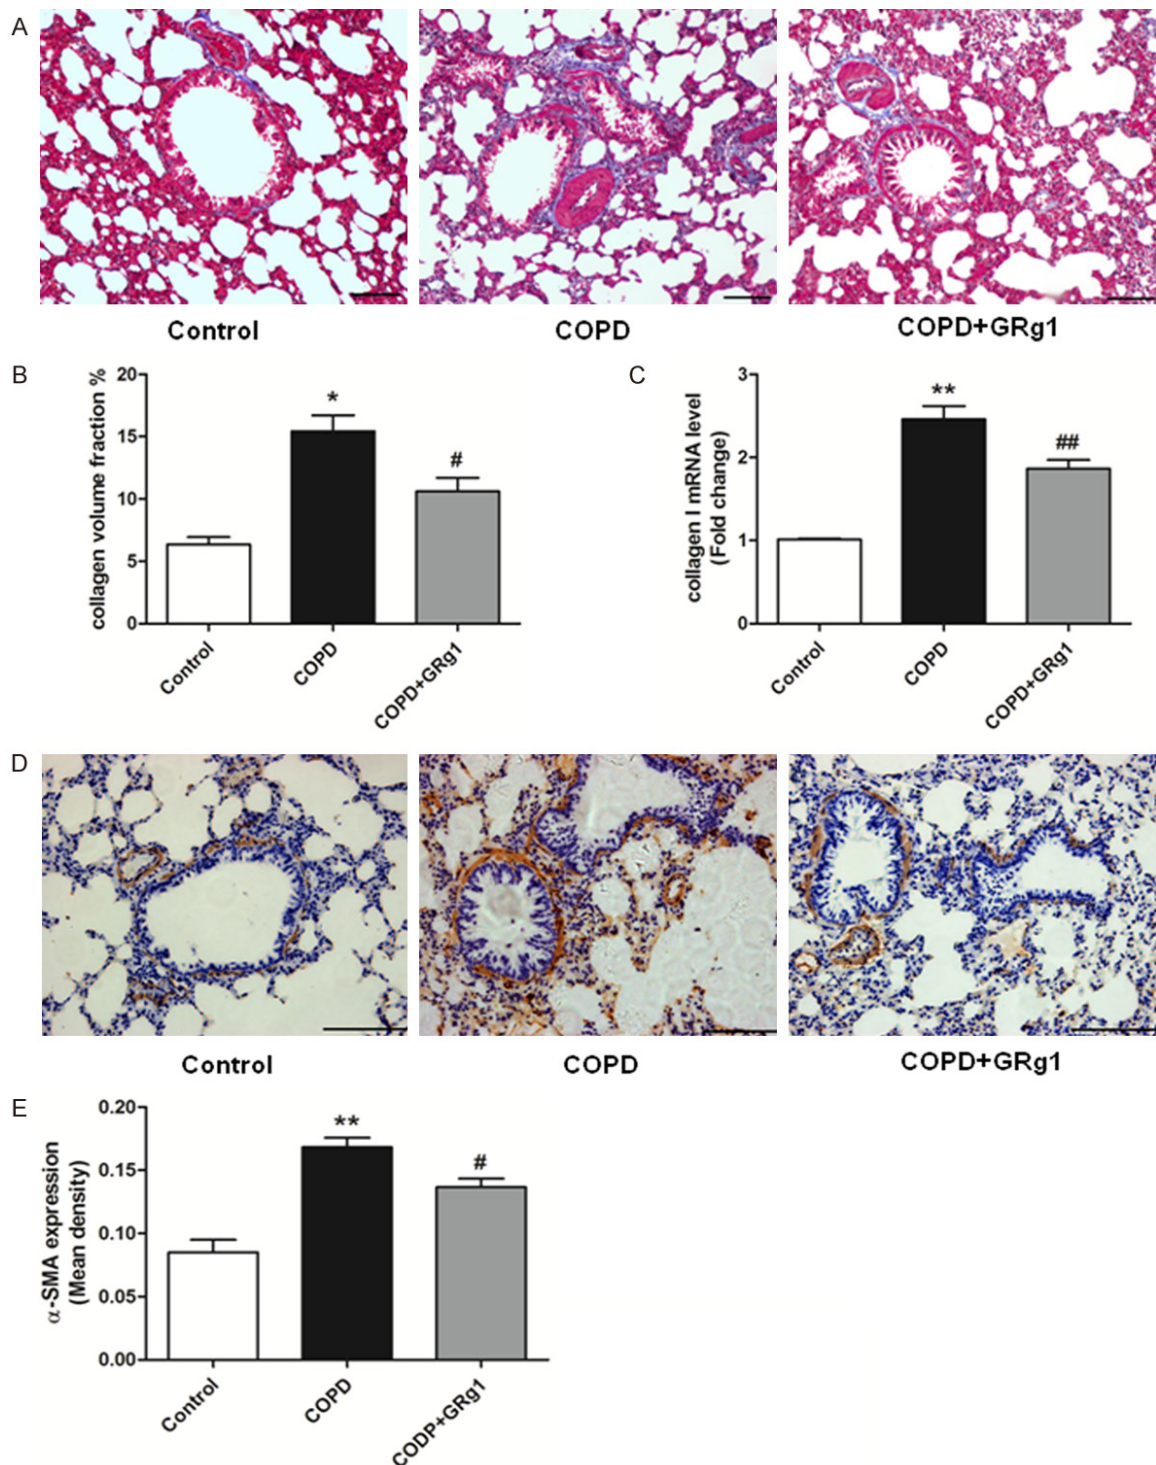 A
Control
COPD
COPD+GRg1
B
collagen volume fraction %
20
15
10
5
0
*
#
Control
COPD
COPD+GRg1
C
collagen I mRNA level
(Fold change)
3
2
1
0
**
##
Control
COPD
COPD+GRg1
D
Control
COPD
COPD+GRg1
E
α-SMA expression
(Mean density)
0.20
0.15
0.10
0.05
0.00
**
#
Control
COPD
CODP+GRg1